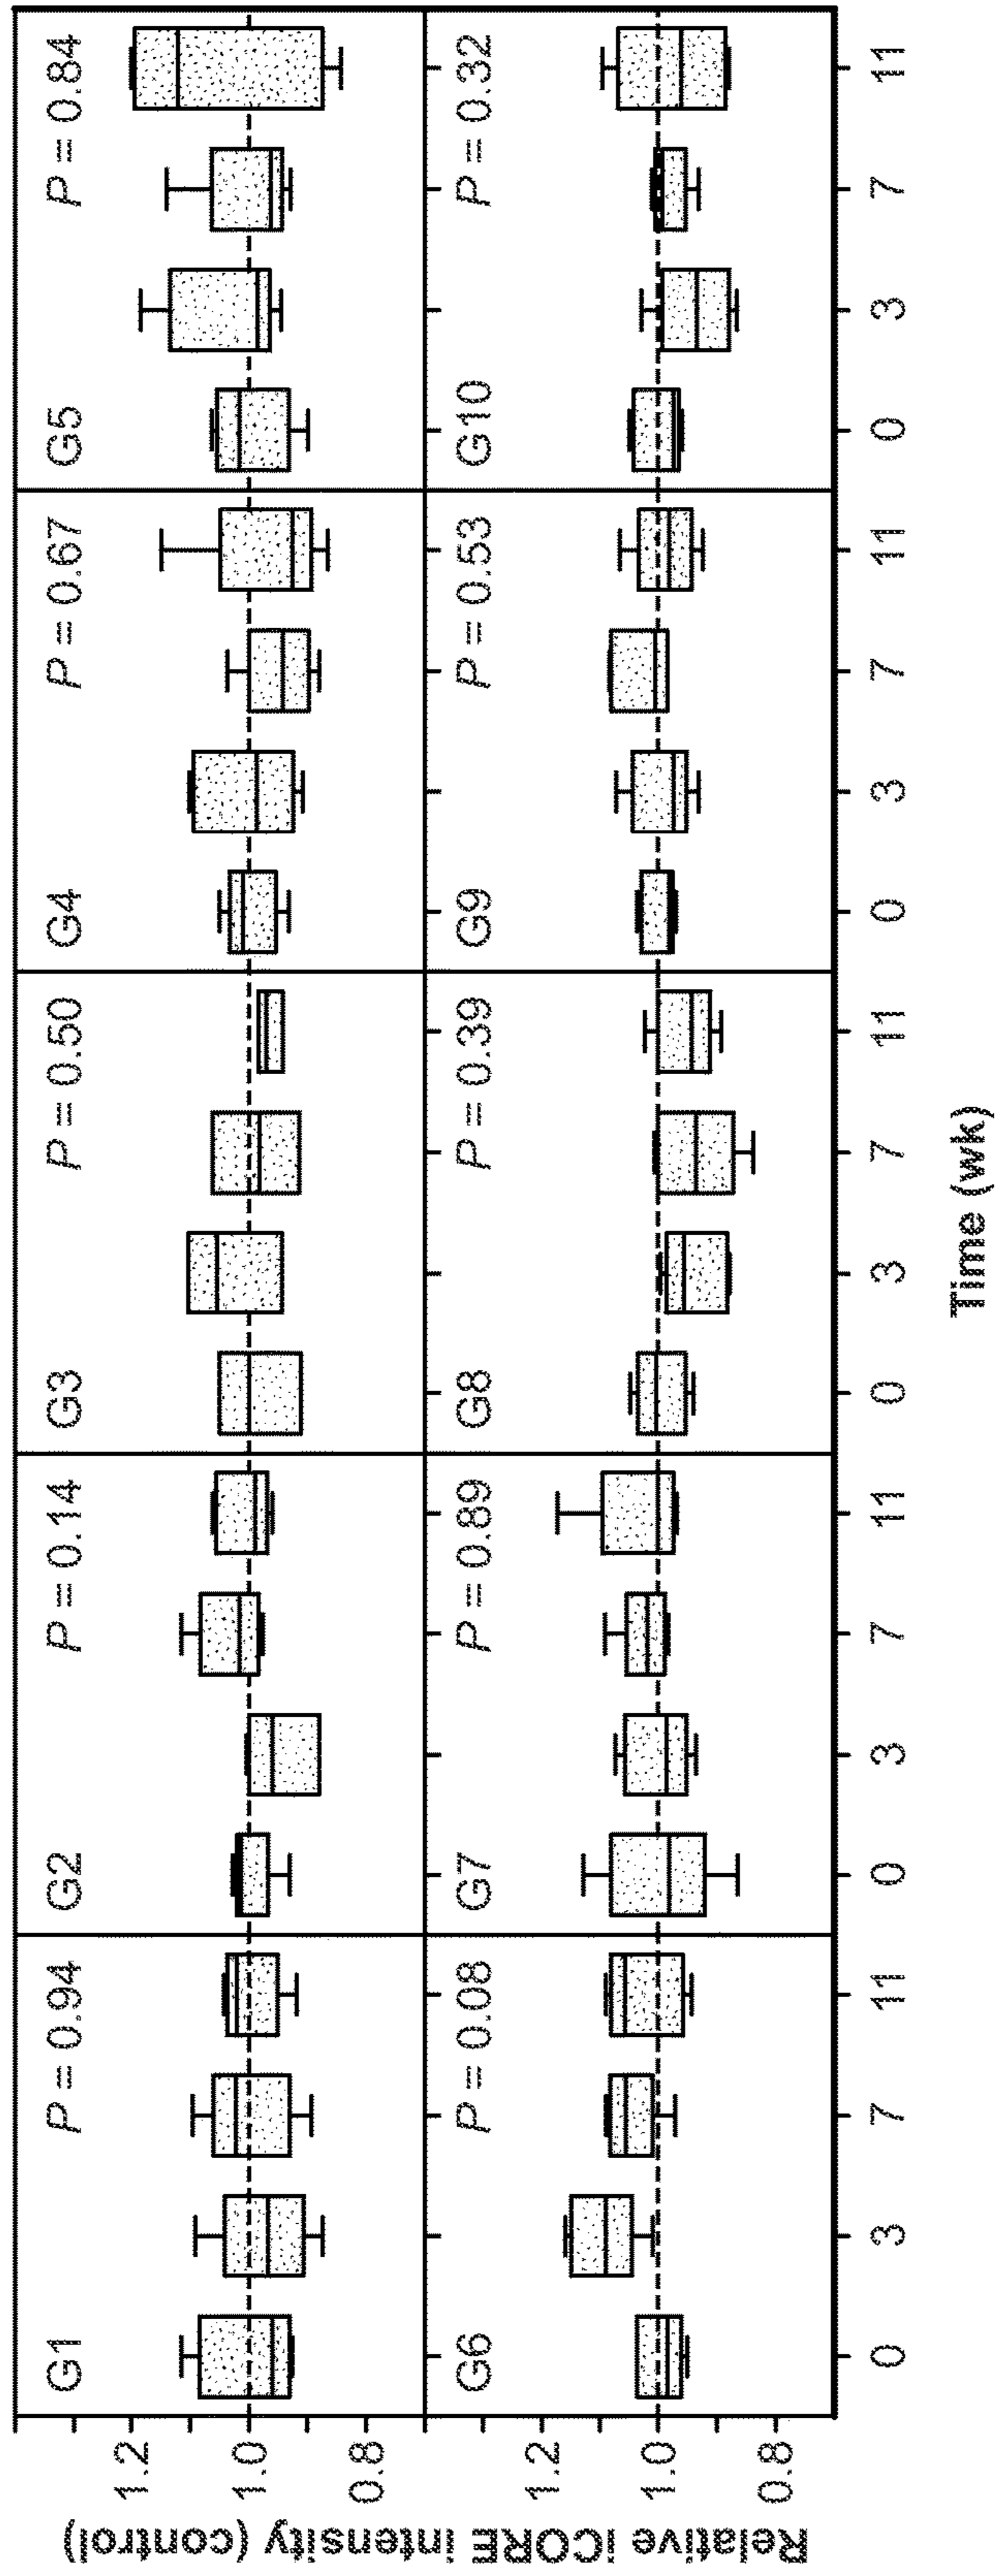 Relative iCORE intensity (control)
1.2
1.0
0.8
G1
P = 0.94
G2
P = 0.14
G3
P = 0.50
G4
P = 0.67
G5
P = 0.84
1.2
1.0
0.8
G6
P = 0.08
G7
P = 0.89
G8
P = 0.39
G9
P = 0.53
G10
P = 0.32
0 3 7 11 0 3 7 11 0 3 7 11 0 3 7 11 0 3 7 11
Time (wk)